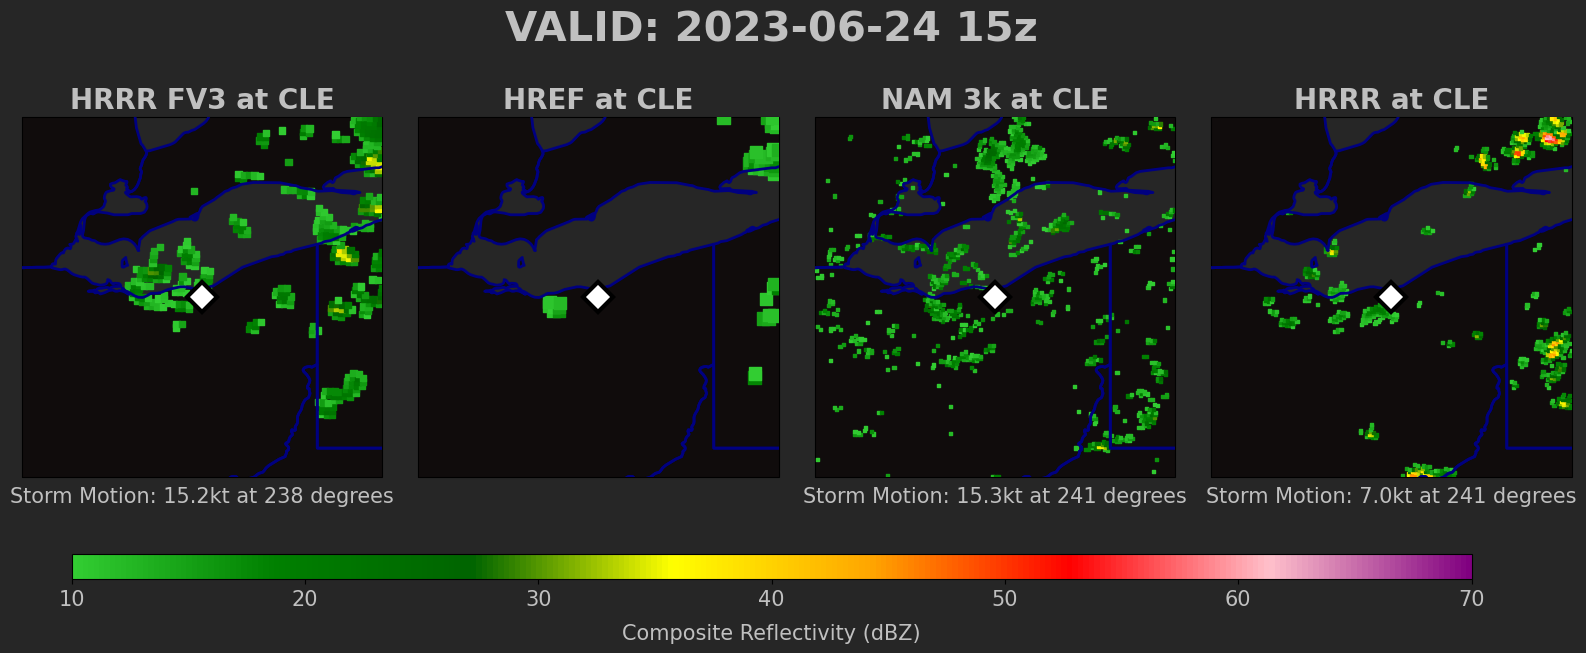 VALID: 2023-06-24 15z
HRRR FV3 at CLE
HREF at CLE
NAM 3k at CLE
HRRR at CLE
Storm Motion: 15.2kt at 238 degrees
Storm Motion: 15.3kt at 241 degrees
Storm Motion: 7.0kt at 241 degrees
10 20 30 40 50 60 70
Composite Reflectivity (dBZ)